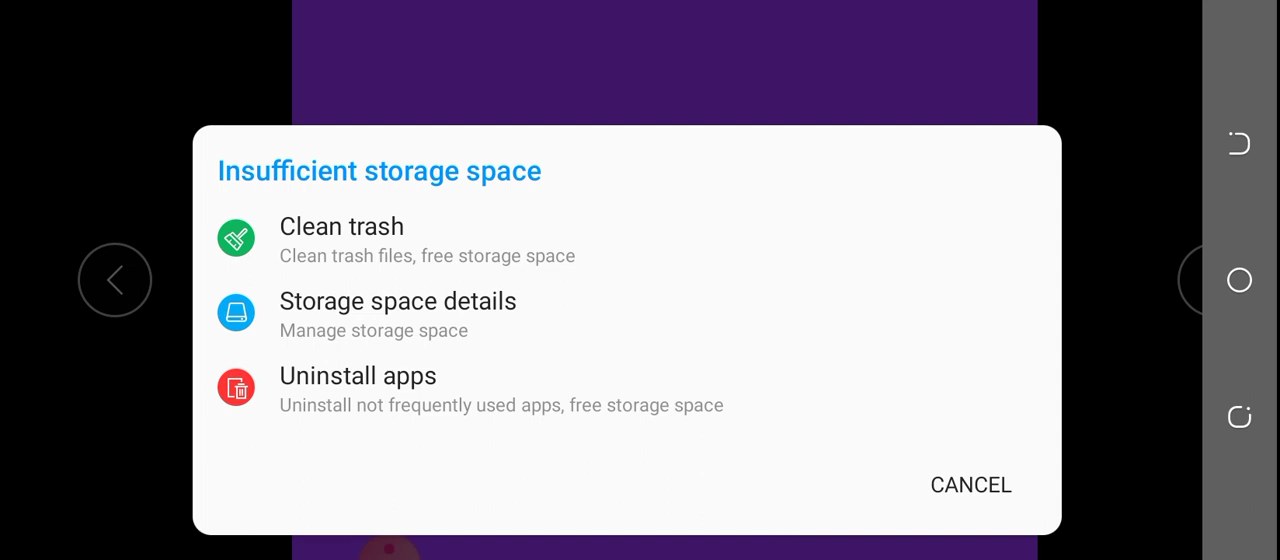 Insufficient storage space
Clean trash
Clean trash files, free storage space
Storage space details
Manage storage space
Uninstall apps
Uninstall not frequently used apps, free storage space
CANCEL